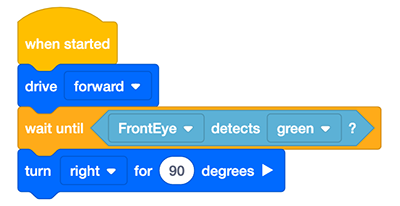 when started
drive forward
wait until FrontEye detects green ?
turn right for 90 degrees